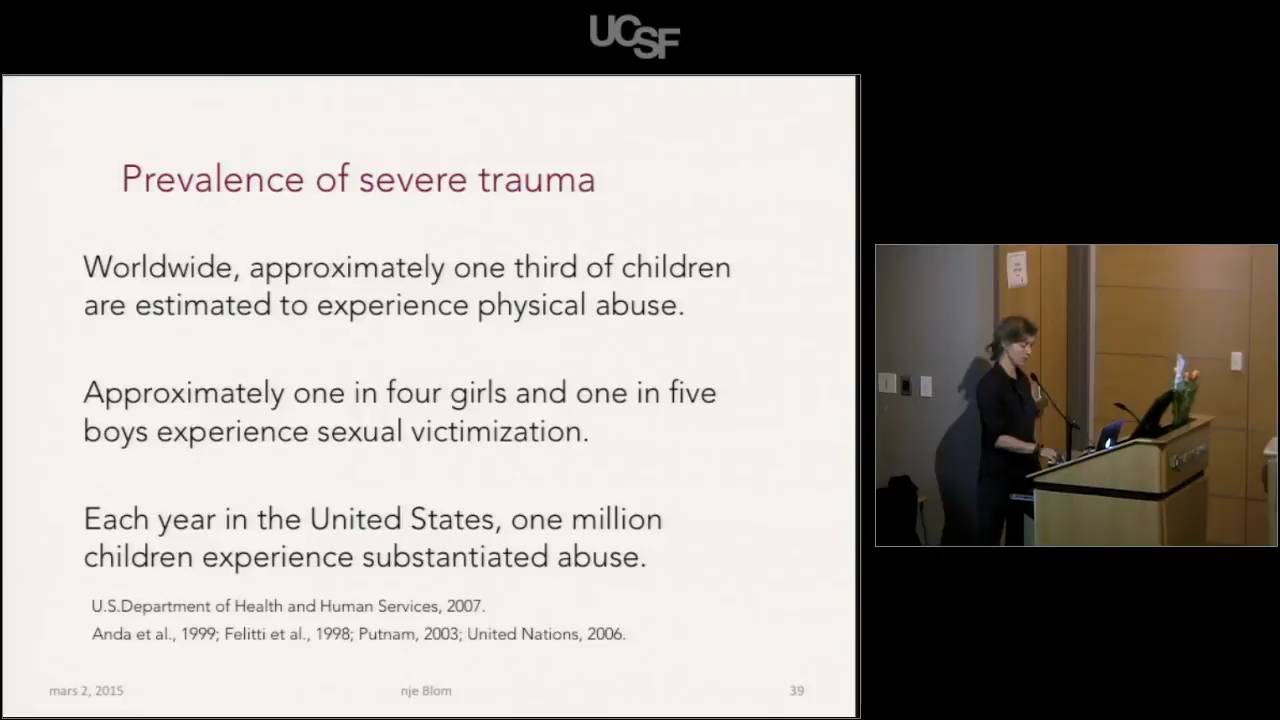 UCSF
Prevalence of severe trauma
Worldwide, approximately one third of children
are estimated to experience physical abuse.
Approximately one in four girls and one in five
boys experience sexual victimization.
Each year in the United States, one million
children experience substantiated abuse.
U.S.Department of Health and Human Services, 2007.
Anda et al., 1999; Felitti et al., 1998; Putnam, 2003; United Nations, 2006.
mars 2, 2015
nje Blom
39